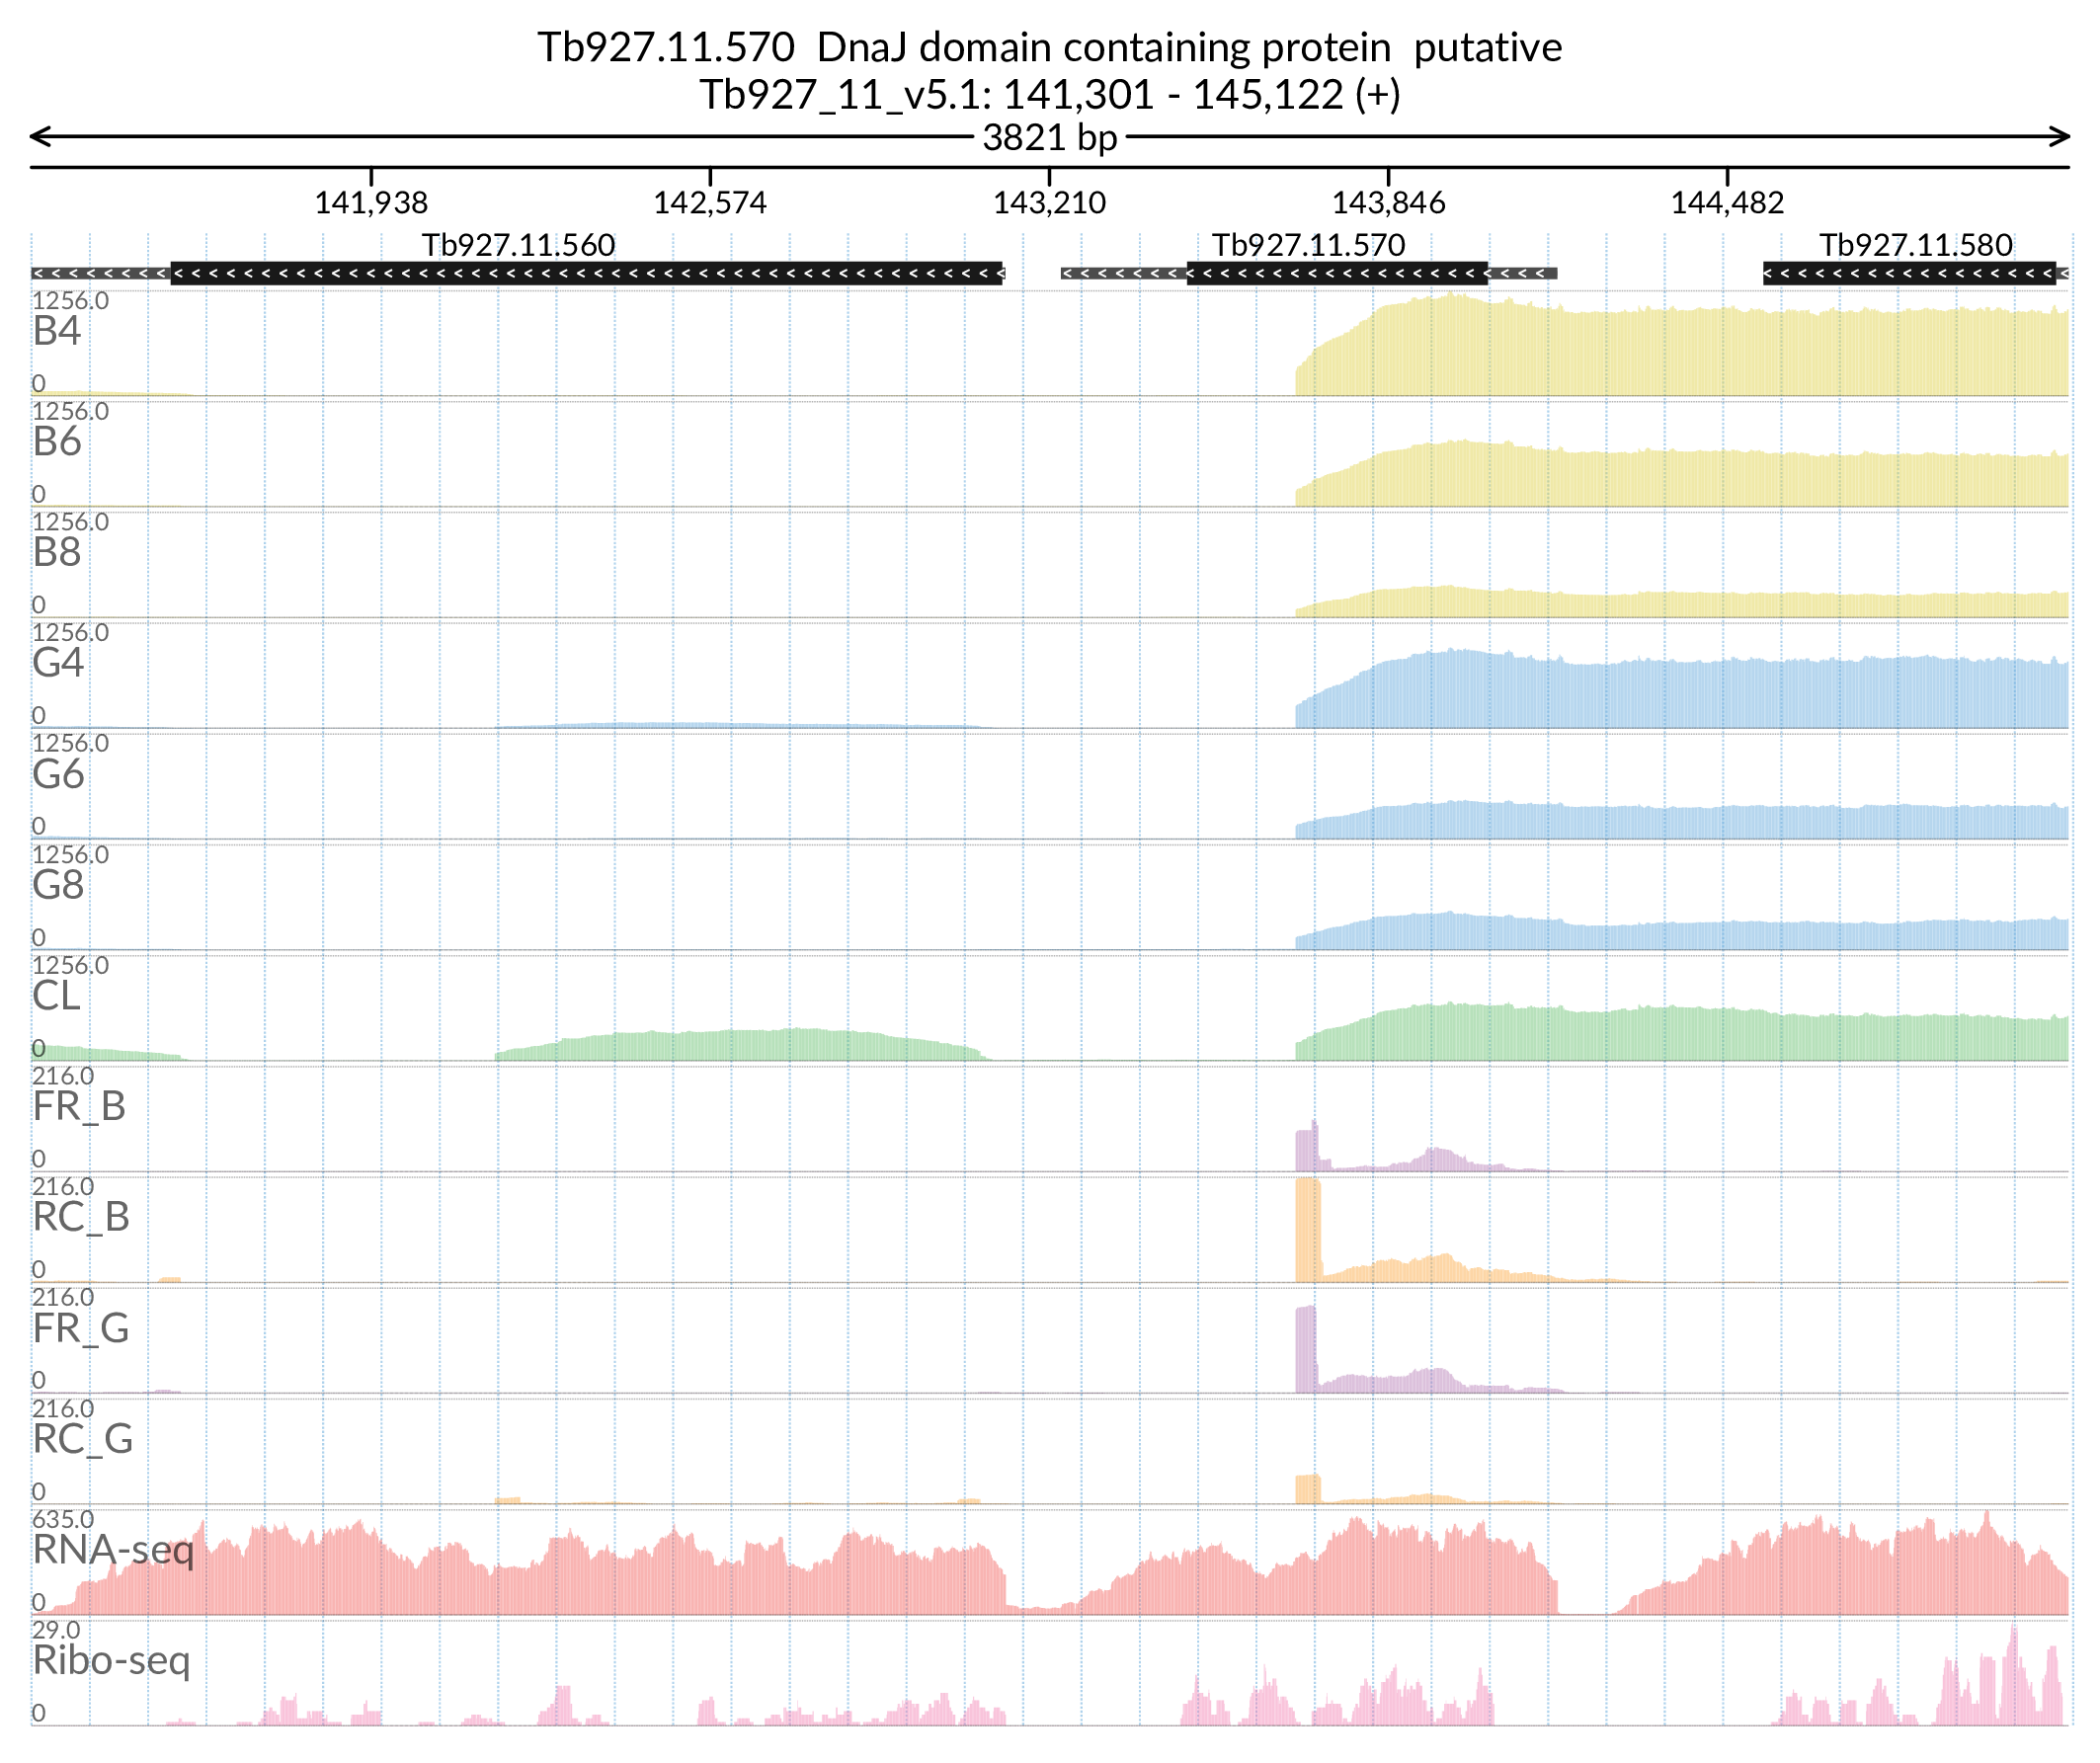 Tb927.11.570  DnaJ domain containing protein  putative
Tb927_11_v5.1: 141,301 - 145,122 (+)
3821 bp
141,938 142,574 143,210 143,846 144,482
Tb927.11.560 Tb927.11.570 Tb927.11.580
1256.0
B4
0
1256.0
B6
0
1256.0
B8
0
1256.0
G4
0
1256.0
G6
0
1256.0
G8
0
1256.0
CL
0
216.0
FR_B
0
216.0
RC_B
0
216.0
FR_G
0
216.0
RC_G
0
635.0
RNA-seq
0
29.0
Ribo-seq
0